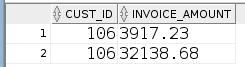 CUST_ID INVOICE_AMOUNT
1 106 3917.23
2 106 32138.68